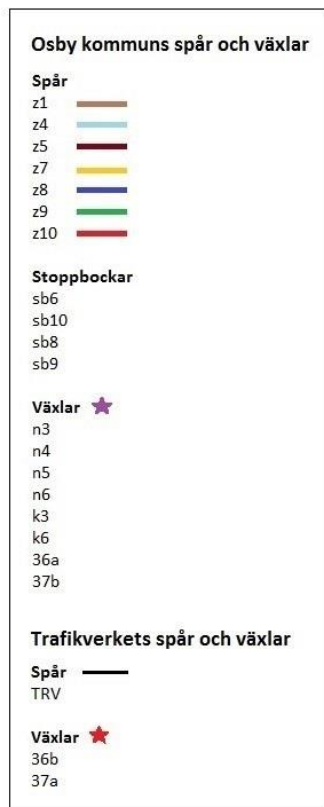 Osby kommuns spår och växlar
Spår
z1
z4
z5
z7
z8
z9
z10
Stoppbockar
sb6
sb10
sb8
sb9
Växlar
n3
n4
n5
n6
k3
k6
36a
37b
Trafikverkets spår och växlar
Spår
TRV
Växlar
36b
37a